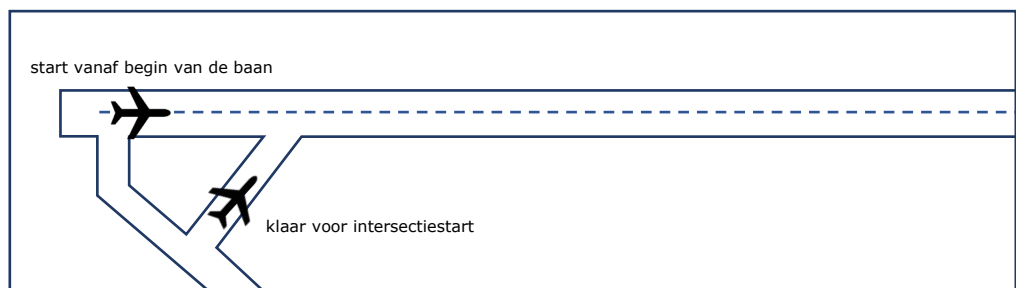 start vanaf begin van de baan
klaar voor intersectiestart